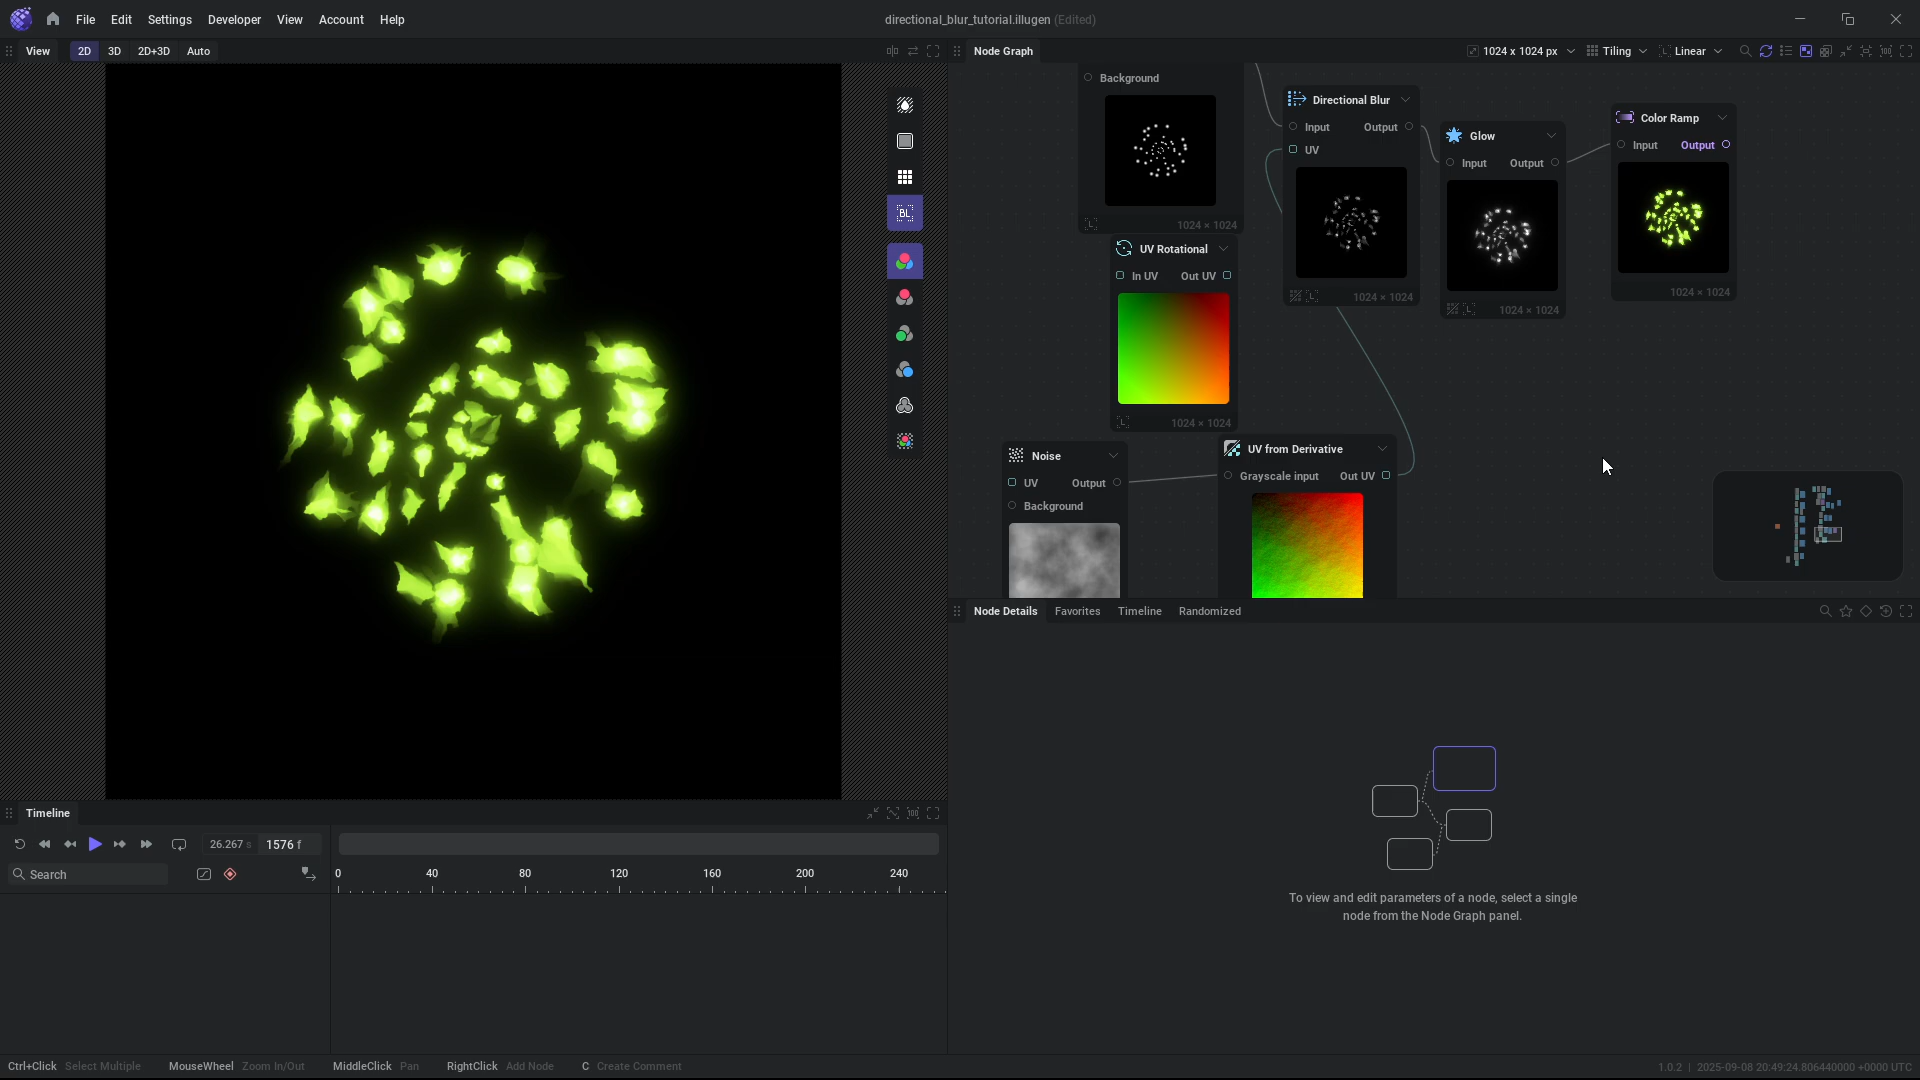 File Edit Settings Developer View Account Help
directional_blur_tutorial.illugen (Edited)
View 2D 3D 2D+3D Auto
Node Graph
1024 x 1024 px Tiling Linear
Background
1024 × 1024
Directional Blur
Input Output
UV
1024 × 1024
Glow
Input Output
1024 × 1024
Color Ramp
Input Output
1024 × 1024
UV Rotational
In UV Out UV
1024 × 1024
Noise
UV Output
Background
UV from Derivative
Grayscale input Out UV
BL
Node Details Favorites Timeline Randomized
To view and edit parameters of a node, select a single
node from the Node Graph panel.
Timeline
26.267 s 1576 f
Search
0 40 80 120 160 200 240
Ctrl+Click Select Multiple MouseWheel Zoom In/Out MiddleClick Pan RightClick Add Node C Create Comment
1.0.2 | 2025-09-08 20:49:24.806440000 +0000 UTC